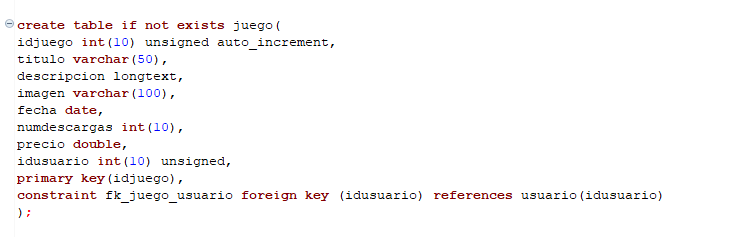 create table if not exists juego(
idjuego int(10) unsigned auto_increment,
titulo varchar(50),
descripcion longtext,
imagen varchar(100),
fecha date,
numdescargas int(10),
precio double,
idusuario int(10) unsigned,
primary key(idjuego),
constraint fk_juego_usuario foreign key (idusuario) references usuario(idusuario)
);